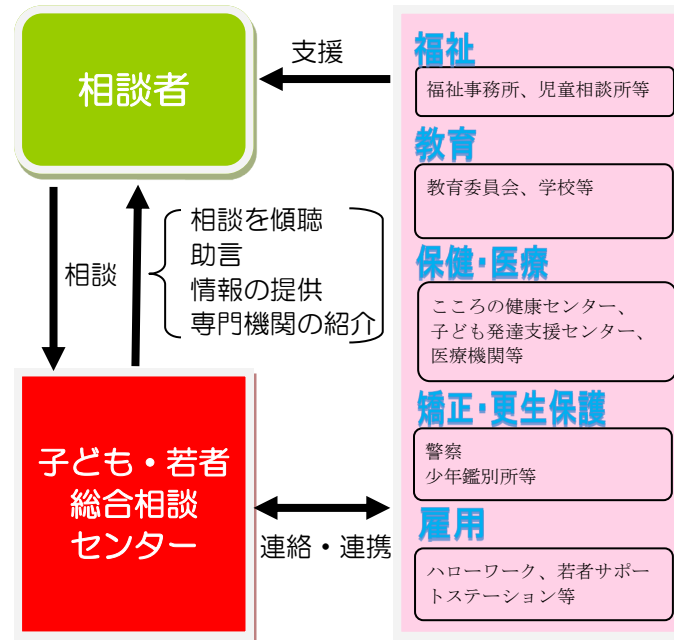 相談者
支援
相談
相談を傾聴
助言
情報の提供
専門機関の紹介
子ども・若者
総合相談
センター
連絡・連携
福祉
福祉事務所、児童相談所等
教育
教育委員会、学校等
保健・医療
こころの健康センター、
子ども発達支援センター、
医療機関等
矯正・更生保護
警察
少年鑑別所等
雇用
ハローワーク、若者サポー
トステーション等